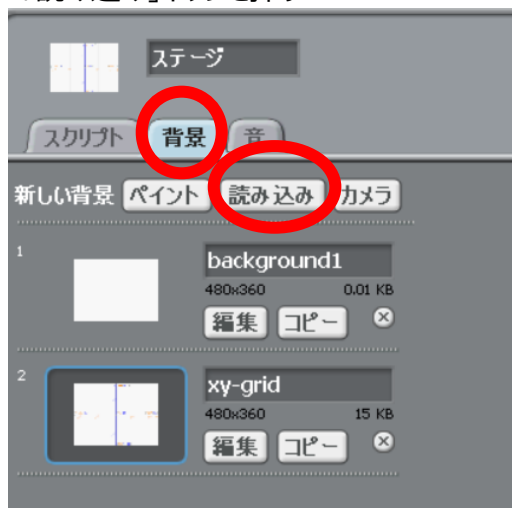 ステージ
スクリプト 背景 音
新しい背景 ペイント 読み込み カメラ
1
background1
480x360 0.01 KB
編集 コピー
2
xy-grid
480x360 15 KB
編集 コピー